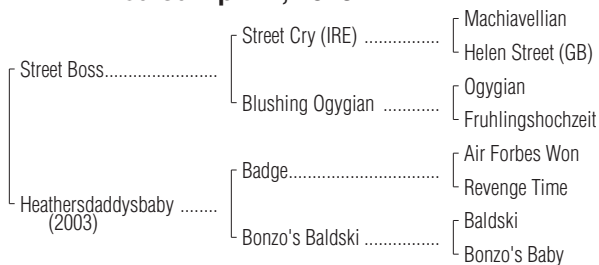 Machiavellian
Street Cry (IRE) ..............
Helen Street (GB)
Street Boss.....................
Ogygian
Blushing Ogygian ...........
Fruhlingshochzeit
Air Forbes Won
Badge............................
Revenge Time
Heathersdaddysbaby .......
(2003)
Baldski
Bonzo's Baldski ..............
Bonzo's Baby